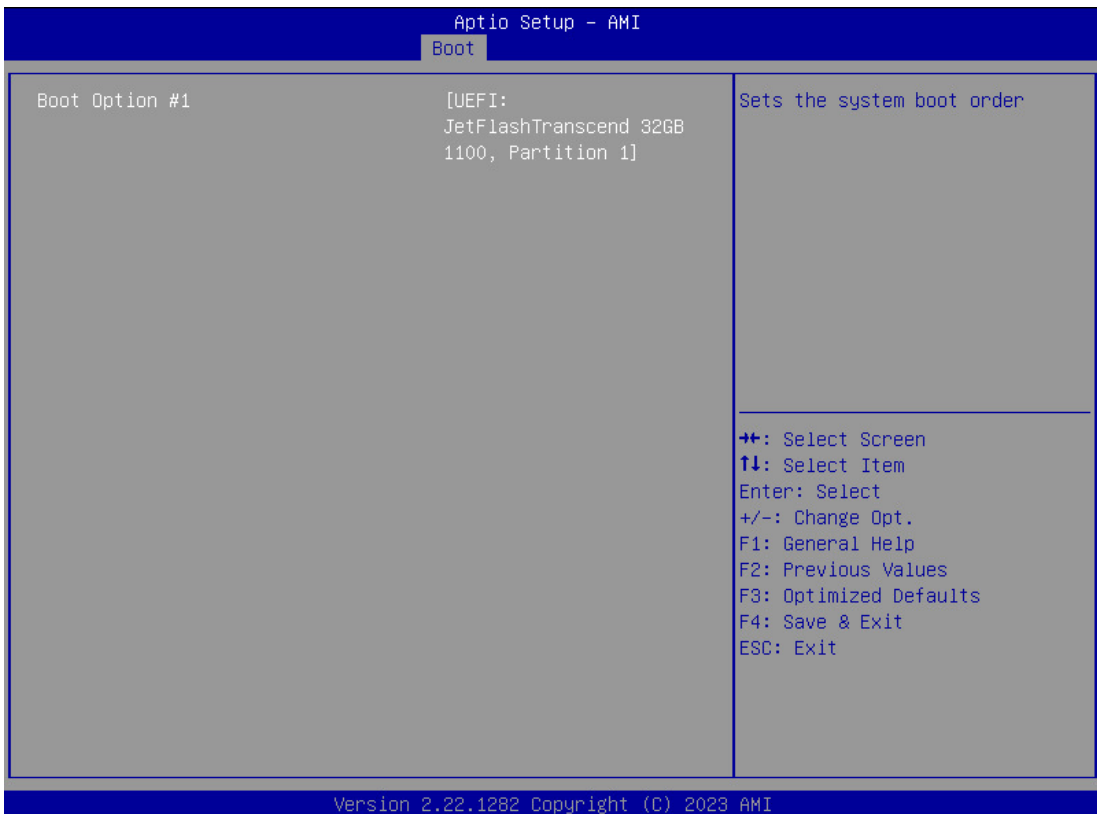 Aptio Setup – AMI
Boot
Boot Option #1
[UEFI:
JetFlashTranscend 32GB
1100, Partition 1]
Sets the system boot order
→←: Select Screen
↑↓: Select Item
Enter: Select
+/-: Change Opt.
F1: General Help
F2: Previous Values
F3: Optimized Defaults
F4: Save & Exit
ESC: Exit
Version 2.22.1282 Copyright (C) 2023 AMI